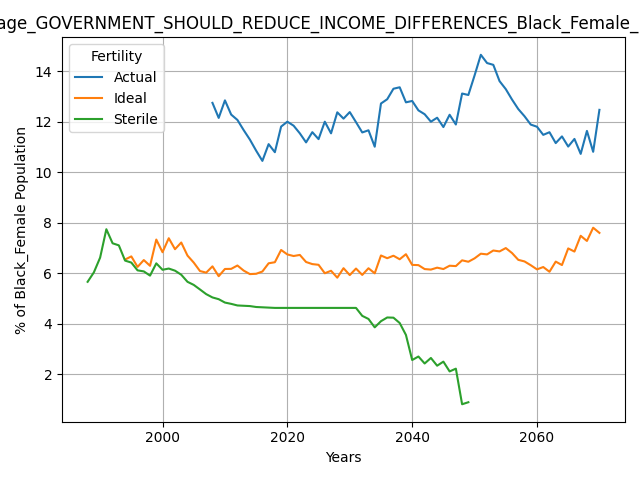 age_GOVERNMENT_SHOULD_REDUCE_INCOME_DIFFERENCES_Black_Female_
Fertility
Actual
Ideal
Sterile
% of Black_Female Population
14
12
10
8
6
4
2
2000 2020 2040 2060
Years